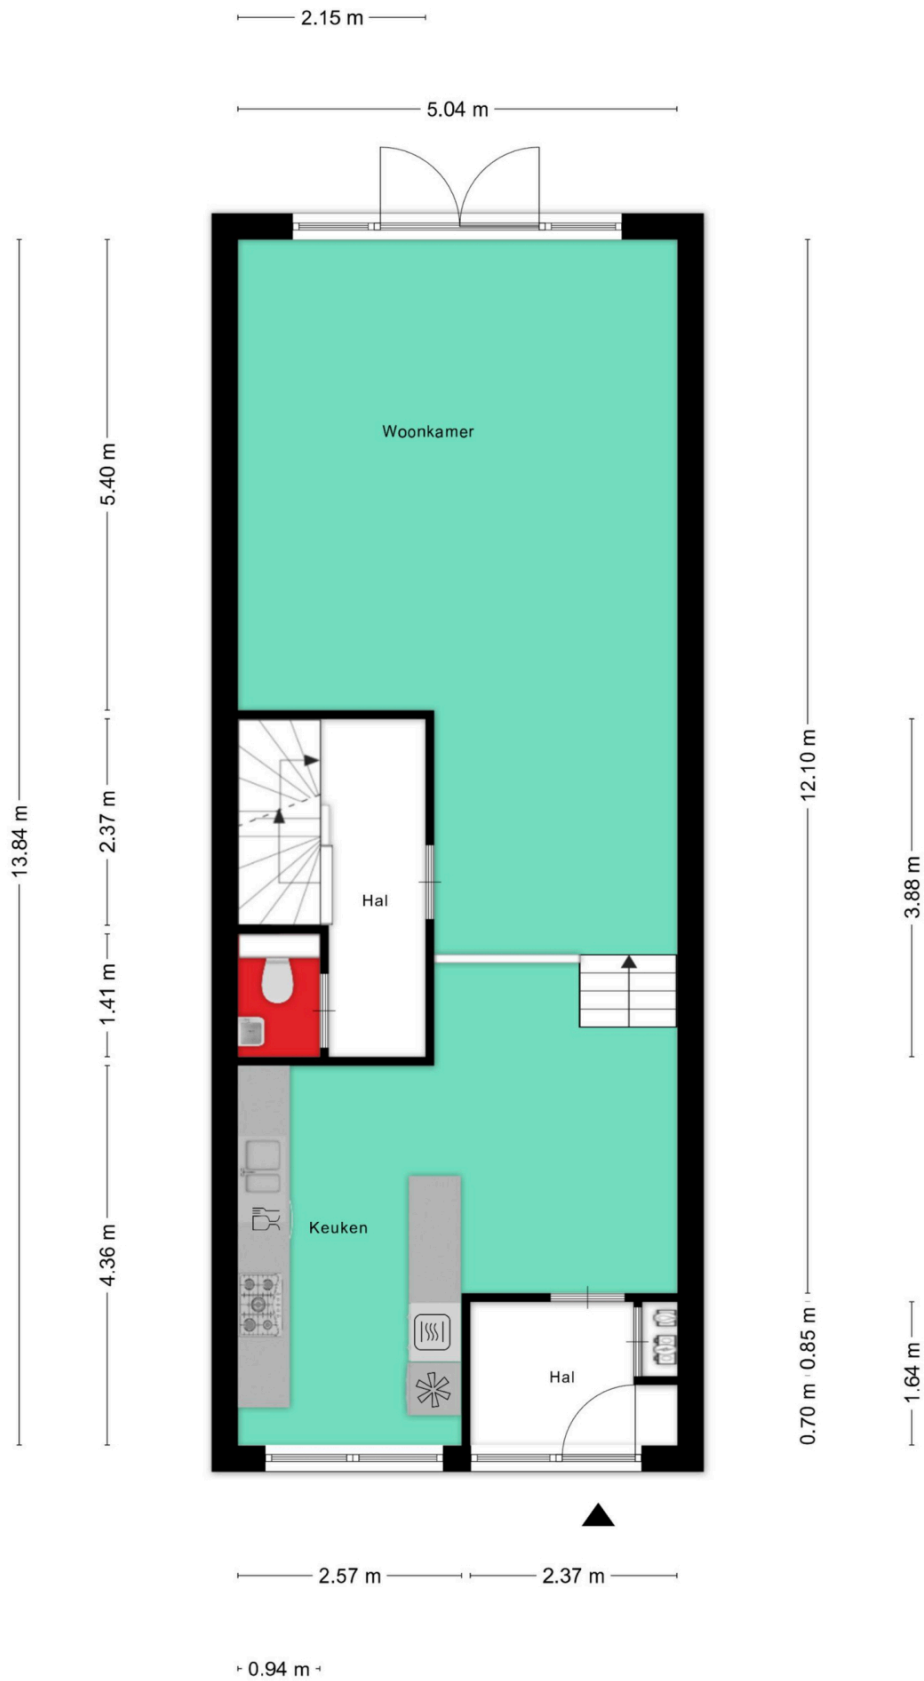 2.15 m
5.04 m
Woonkamer
5.40 m
12.10 m
13.84 m
2.37 m
3.88 m
Hal
1.41 m
Keuken
4.36 m
0.85 m
Hal
0.70 m
1.64 m
2.57 m
2.37 m
0.94 m